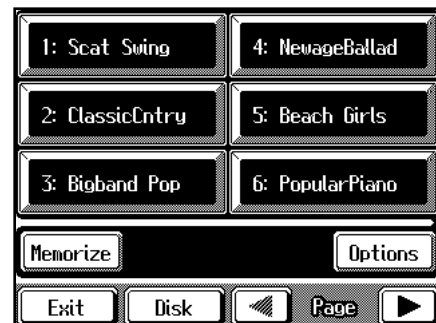 1: Scat Swing
4: NewageBallad
2: ClassicCntry
5: Beach Girls
3: Bigband Pop
6: PopularPiano
Memorize
Options
Exit
Disk
Page